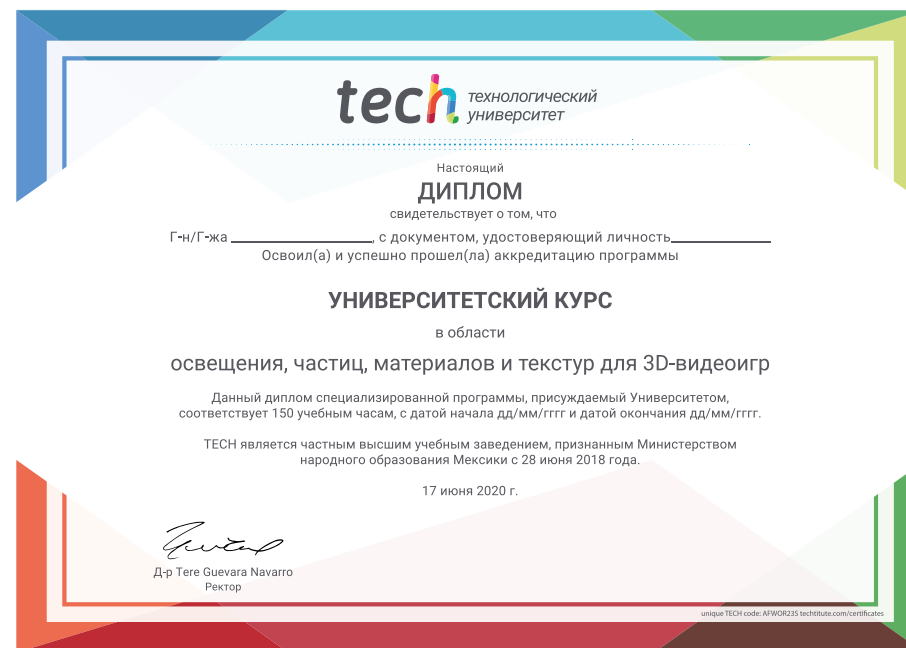 tech технологический
университет
Настоящий
ДИПЛОМ
свидетельствует о том, что
Г-н/Г-жа ________________, с документом, удостоверяющий личность____________
Освоил(а) и успешно прошел(ла) аккредитацию программы
УНИВЕРСИТЕТСКИЙ КУРС
в области
освещения, частиц, материалов и текстур для 3D-видеоигр
Данный диплом специализированной программы, присуждаемый Университетом,
соответствует 150 учебным часам, с датой начала дд/мм/гггг и датой окончания дд/мм/гггг.
TECH является частным высшим учебным заведением, признанным Министерством
народного образования Мексики с 28 июня 2018 года.
17 июня 2020 г.
Д-р Tere Guevara Navarro
Ректор
unique TECH code: AFWOR23S techtitute.com/certificates